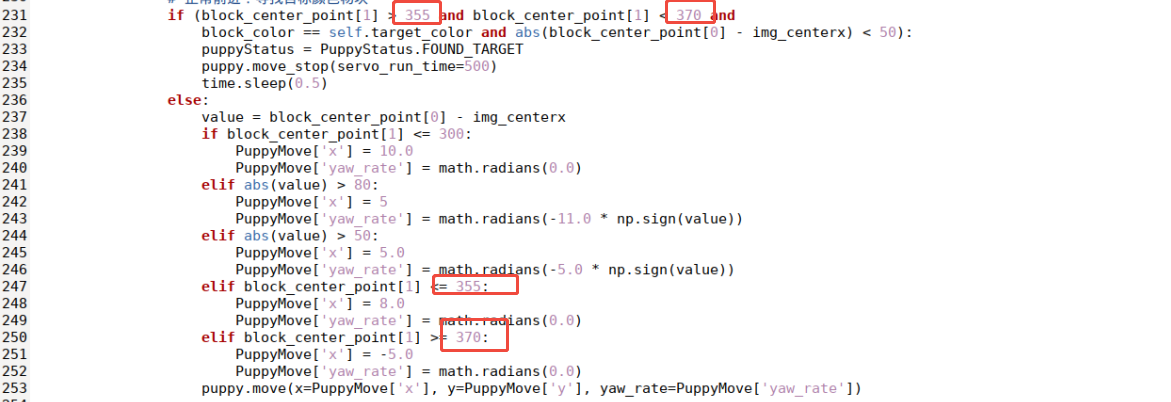 231 if (block_center_point[1] > 355 and block_center_point[1] < 370 and
232 block_color == self.target_color and abs(block_center_point[0] - img_centerx) < 50):
233 puppyStatus = PuppyStatus.FOUND_TARGET
234 puppy.move_stop(servo_run_time=500)
235 time.sleep(0.5)
236 else:
237 value = block_center_point[0] - img_centerx
238 if block_center_point[1] <= 300:
239 PuppyMove['x'] = 10.0
240 PuppyMove['yaw_rate'] = math.radians(0.0)
241 elif abs(value) > 80:
242 PuppyMove['x'] = 5
243 PuppyMove['yaw_rate'] = math.radians(-11.0 * np.sign(value))
244 elif abs(value) > 50:
245 PuppyMove['x'] = 5.0
246 PuppyMove['yaw_rate'] = math.radians(-5.0 * np.sign(value))
247 elif block_center_point[1] <= 355:
248 PuppyMove['x'] = 8.0
249 PuppyMove['yaw_rate'] = math.radians(0.0)
250 elif block_center_point[1] >= 370:
251 PuppyMove['x'] = -5.0
252 PuppyMove['yaw_rate'] = math.radians(0.0)
253 puppy.move(x=PuppyMove['x'], y=PuppyMove['y'], yaw_rate=PuppyMove['yaw_rate'])